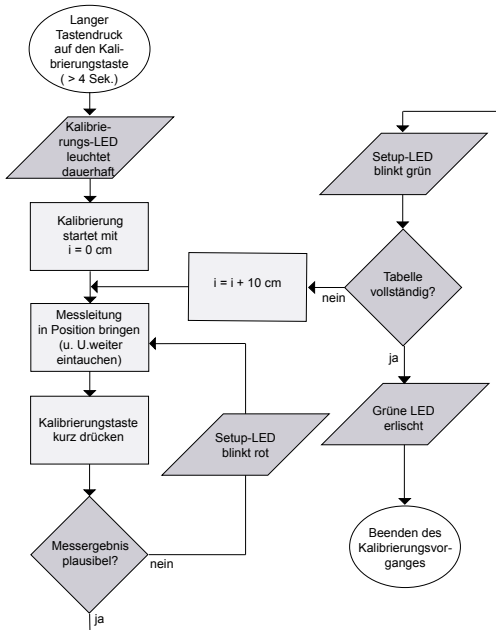 Langer
Tastendruck
auf den Kali-
brierungstaste
( > 4 Sek.)
Kalibrie-
rungs-LED
leuchtet
dauerhaft
Kalibrierung
startet mit
i = 0 cm
Messleitung
in Position bringen
(u. U.weiter
eintauchen)
Kalibrierungstaste
kurz drücken
Messergebnis
plausibel?
nein
ja
Setup-LED
blinkt rot
Setup-LED
blinkt grün
Tabelle
vollständig?
nein
i = i + 10 cm
ja
Grüne LED
erlischt
Beenden des
Kalibrierungsvor-
ganges